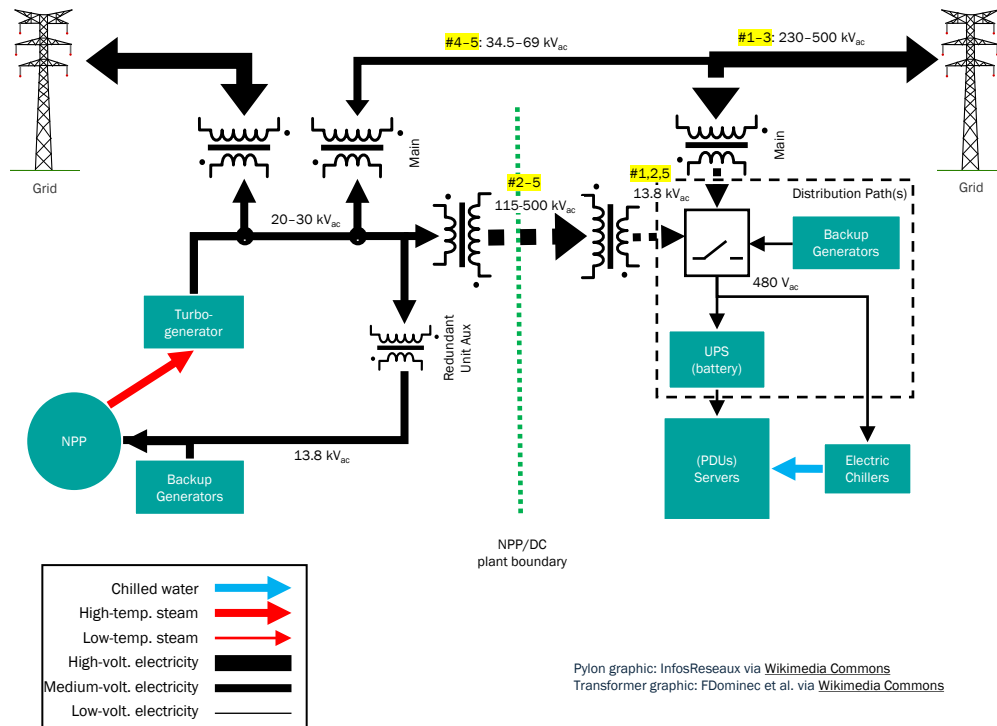 #4–5: 34.5–69 kVac
#1–3: 230–500 kVac
Grid
Main
Main
Grid
#2–5
115-500 kVac
#1,2,5
13.8 kVac
Distribution Path(s)
20–30 kVac
Backup
Generators
480 Vac
Turbo-
generator
Redundant
Unit Aux
UPS
(battery)
NPP
13.8 kVac
Backup
Generators
(PDUs)
Servers
Electric
Chillers
NPP/DC
plant boundary
Chilled water
High-temp. steam
Low-temp. steam
High-volt. electricity
Medium-volt. electricity
Low-volt. electricity
Pylon graphic: InfosReseaux via Wikimedia Commons
Transformer graphic: FDominec et al. via Wikimedia Commons